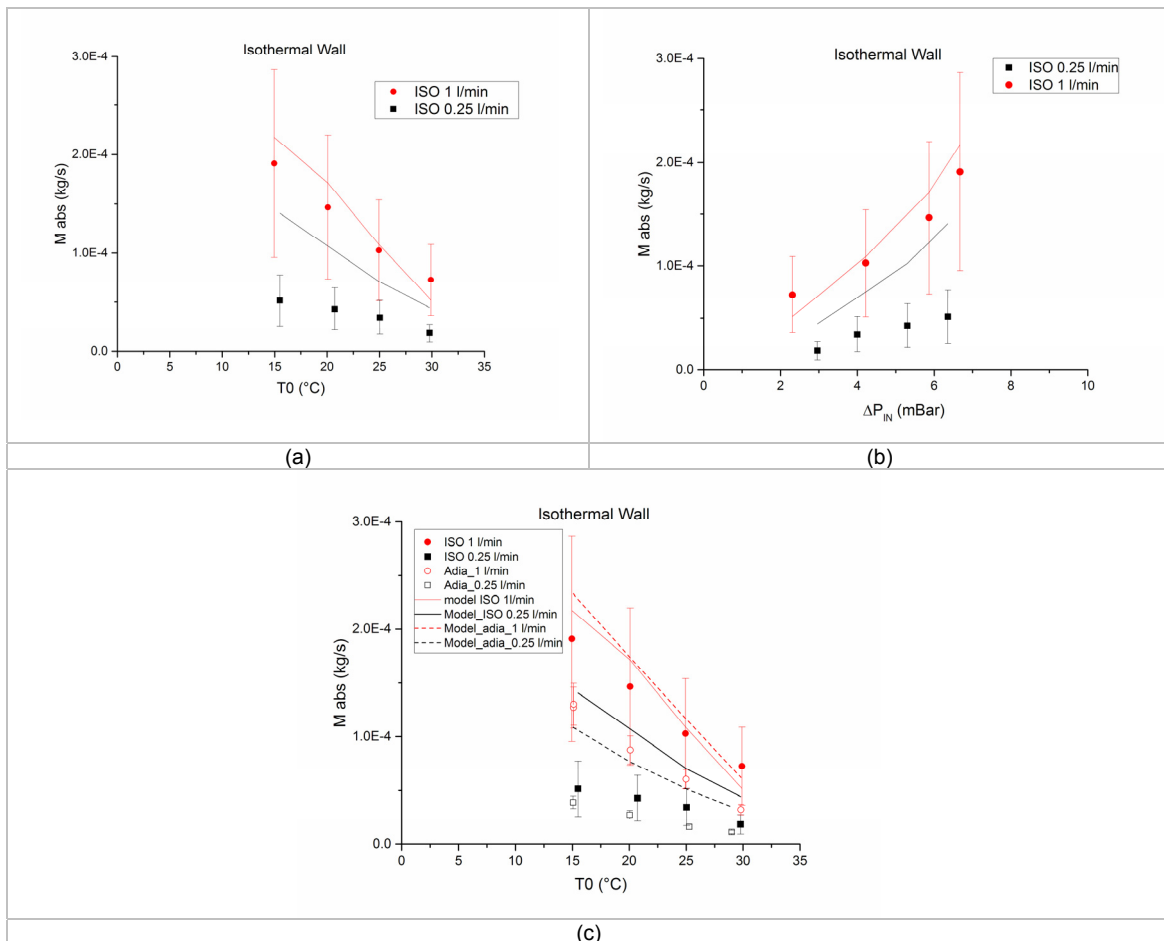 Isothermal Wall
3.0E-4
2.0E-4
1.0E-4
0.0
M abs (kg/s)
ISO 1 l/min
ISO 0.25 l/min
0 5 10 15 20 25 30 35
T0 (°C)
(a)
Isothermal Wall
3.0E-4
2.0E-4
1.0E-4
0.0
M abs (kg/s)
ISO 0.25 l/min
ISO 1 l/min
0 2 4 6 8 10
ΔP_IN (mBar)
(b)
Isothermal Wall
3.0E-4
2.0E-4
1.0E-4
0.0
M abs (kg/s)
ISO 1 l/min
ISO 0.25 l/min
Adia_1 l/min
Adia_0.25 l/min
model ISO 1l/min
Model_ISO 0.25 l/min
Model_adia_1 l/min
Model_adia_0.25 l/min
0 5 10 15 20 25 30 35
T0 (°C)
(c)